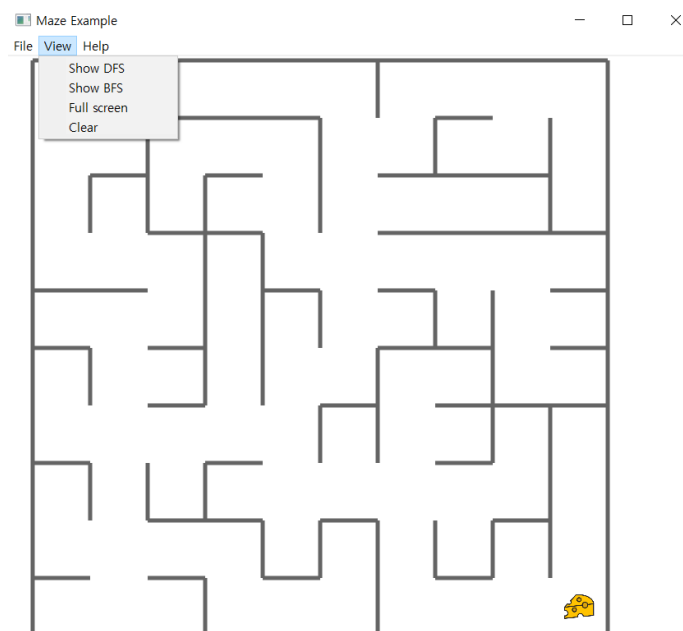 Maze Example
File View Help
Show DFS
Show BFS
Full screen
Clear